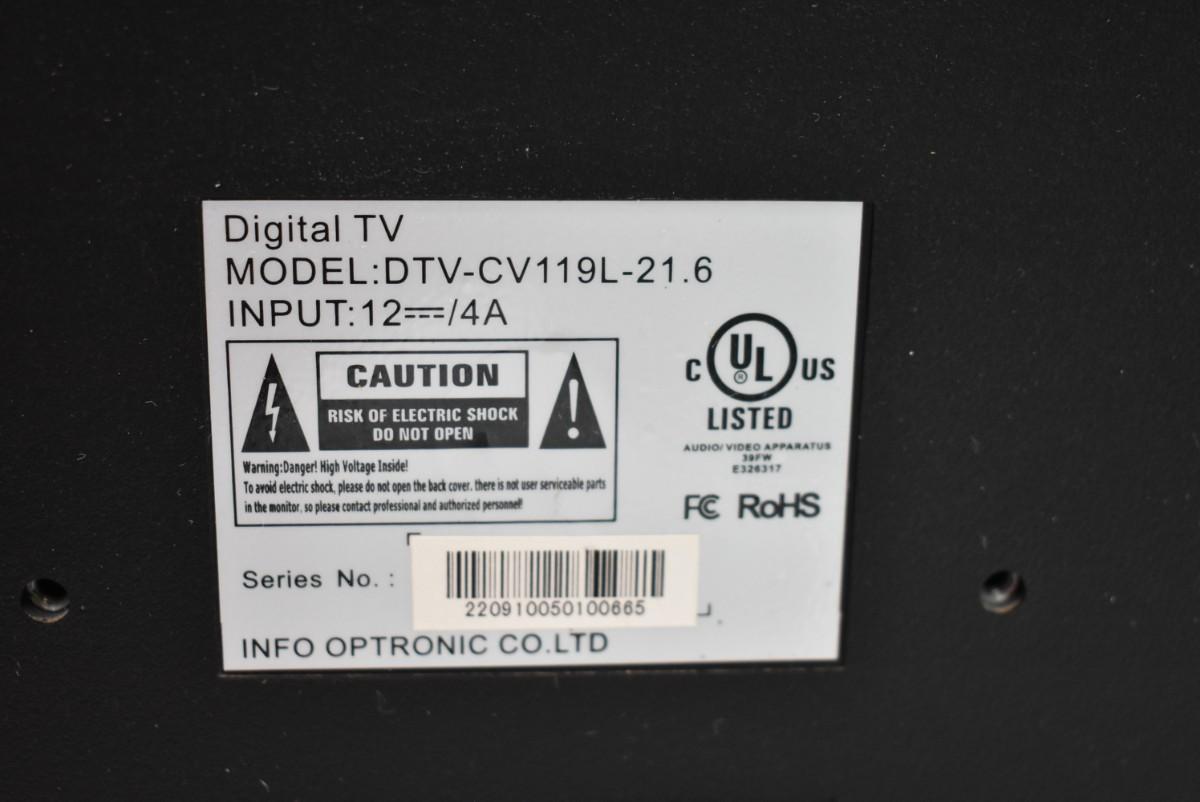 Digital TV
MODEL:DTV-CV119L-21.6
INPUT:12⎓/4A
CAUTION
RISK OF ELECTRIC SHOCK
DO NOT OPEN
Warning:Danger! High Voltage Inside!
To avoid electric shock, please do not open the back cover. there is not user serviceable parts
in the monitor, so please contact professional and authorized personnel!
C UL ® US
LISTED
AUDIO/VIDEO APPARATUS
39FW
E326317
FC RoHS
Series No.:
220910050100665
INFO OPTRONIC CO.LTD